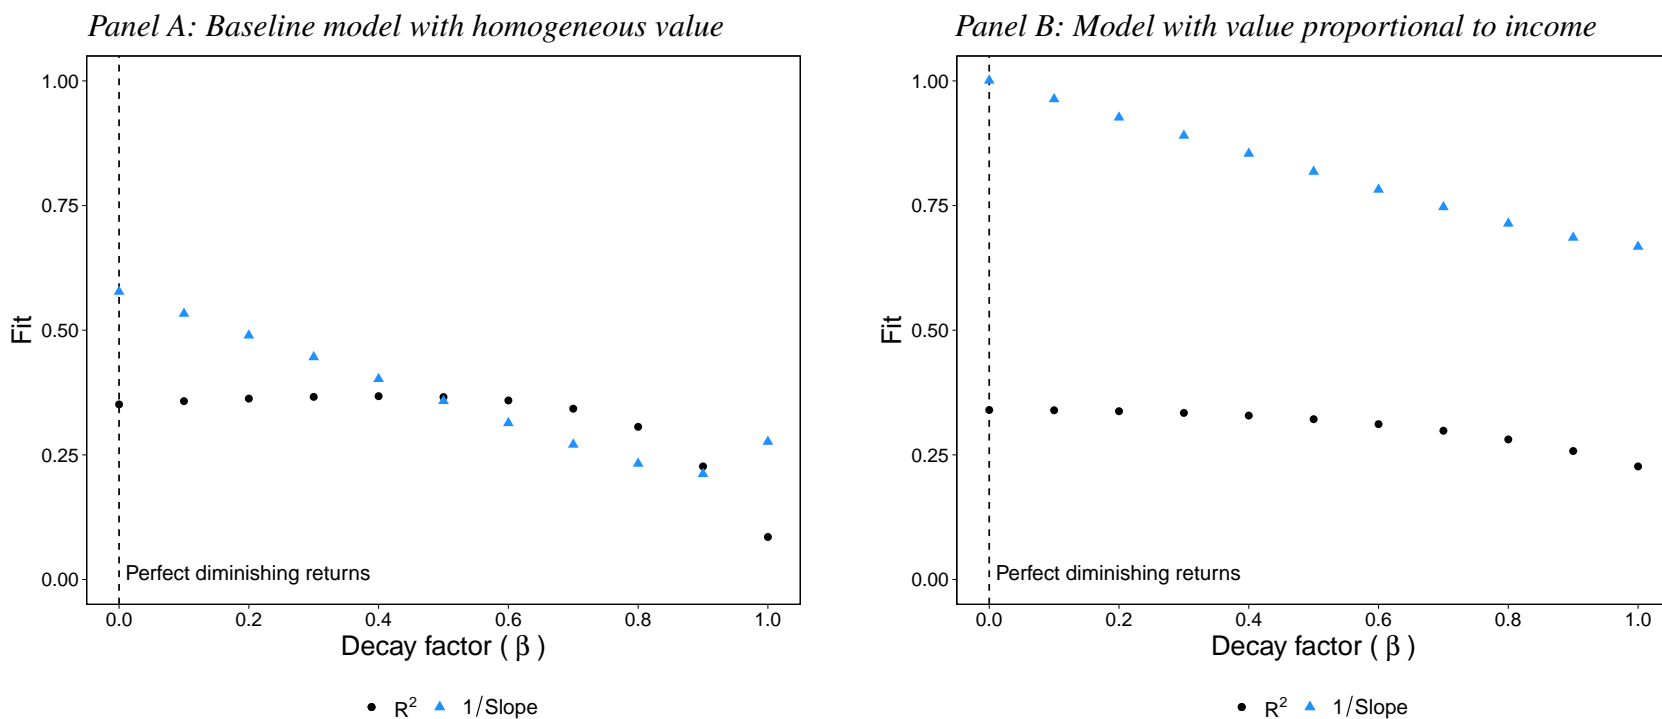 Panel A: Baseline model with homogeneous value
1.00
0.75
0.50
0.25
0.00
Fit
Perfect diminishing returns
0.0 0.2 0.4 0.6 0.8 1.0
Decay factor ( β )
R² 1/Slope
Panel B: Model with value proportional to income
1.00
0.75
0.50
0.25
0.00
Fit
Perfect diminishing returns
0.0 0.2 0.4 0.6 0.8 1.0
Decay factor ( β )
R² 1/Slope